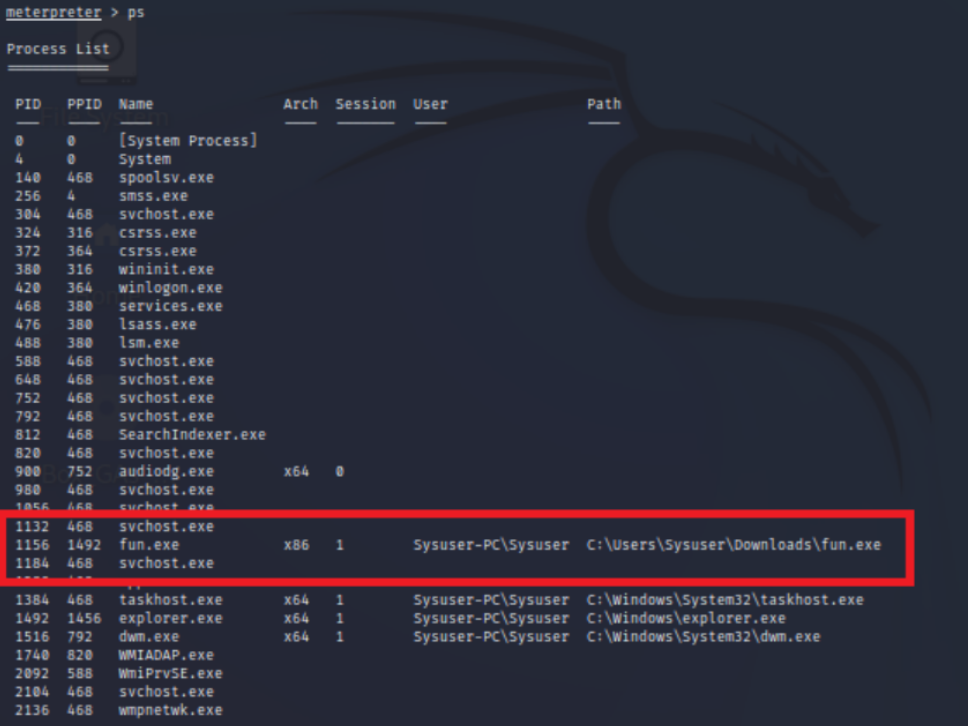 meterpreter > ps
Process List
PID PPID Name Arch Session User Path
0 0 [System Process]
4 0 System
140 468 spoolsv.exe
256 4 smss.exe
304 468 svchost.exe
324 316 csrss.exe
372 364 csrss.exe
380 316 wininit.exe
420 364 winlogon.exe
468 380 services.exe
476 380 lsass.exe
488 380 lsm.exe
588 468 svchost.exe
648 468 svchost.exe
752 468 svchost.exe
792 468 svchost.exe
812 468 SearchIndexer.exe
820 468 svchost.exe
900 752 audiodg.exe x64 0
980 468 svchost.exe
1056 468 svchost.exe
1132 468 svchost.exe
1156 1492 fun.exe x86 1 Sysuser-PC\Sysuser C:\Users\Sysuser\Downloads\fun.exe
1184 468 svchost.exe
1384 468 taskhost.exe x64 1 Sysuser-PC\Sysuser C:\Windows\System32\taskhost.exe
1492 1456 explorer.exe x64 1 Sysuser-PC\Sysuser C:\Windows\explorer.exe
1516 792 dwm.exe x64 1 Sysuser-PC\Sysuser C:\Windows\System32\dwm.exe
1740 820 WMIADAP.exe
2092 588 WmiPrvSE.exe
2104 468 svchost.exe
2136 468 wmpnetwk.exe